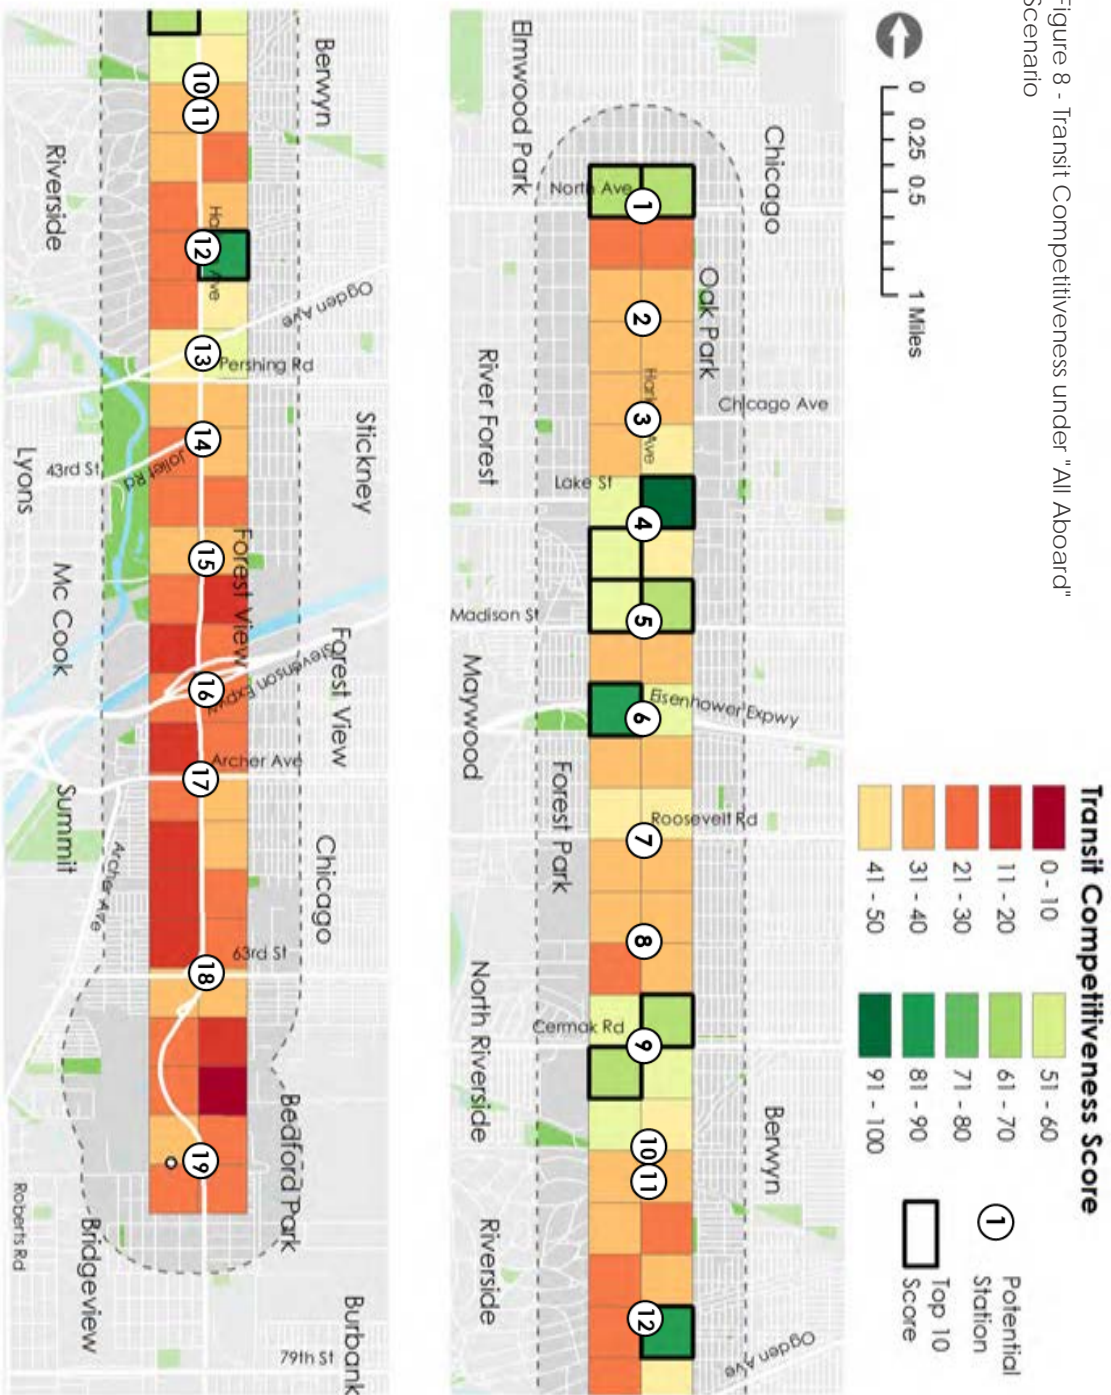 Figure 8 - Transit Competitiveness under "All Aboard"
Scenario
0 0.25 0.5 1 Miles
Transit Competitiveness Score
0 - 10
11 - 20
21 - 30
31 - 40
41 - 50
51 - 60
61 - 70
71 - 80
81 - 90
91 - 100
1 Potential
Station
Top 10
Score
Elmwood Park
Chicago
North Ave
1
Oak Park
2
River Forest
Chicago Ave
3
Ave
Lake St
4
Madison St
5
Maywood
Eisenhower Expwy
6
Forest Park
Roosevelt Rd
7
8
North Riverside
Cermak Rd
9
Berwyn
10
11
Riverside
12
Ogden Ave
Berwyn
10
11
Riverside
Ave
12
Ogden Ave
13
Pershing Rd
Stickney
14
43rd St
Joliet Rd
Lyons
15
Forest View
Mc Cook
Forest View
Stevenson Expwy
16
Archer Ave
17
Summit
Archer Ave
Chicago
63rd St
18
Bedford Park
19
Roberts Rd
Bridgeview
Burbank
79th St